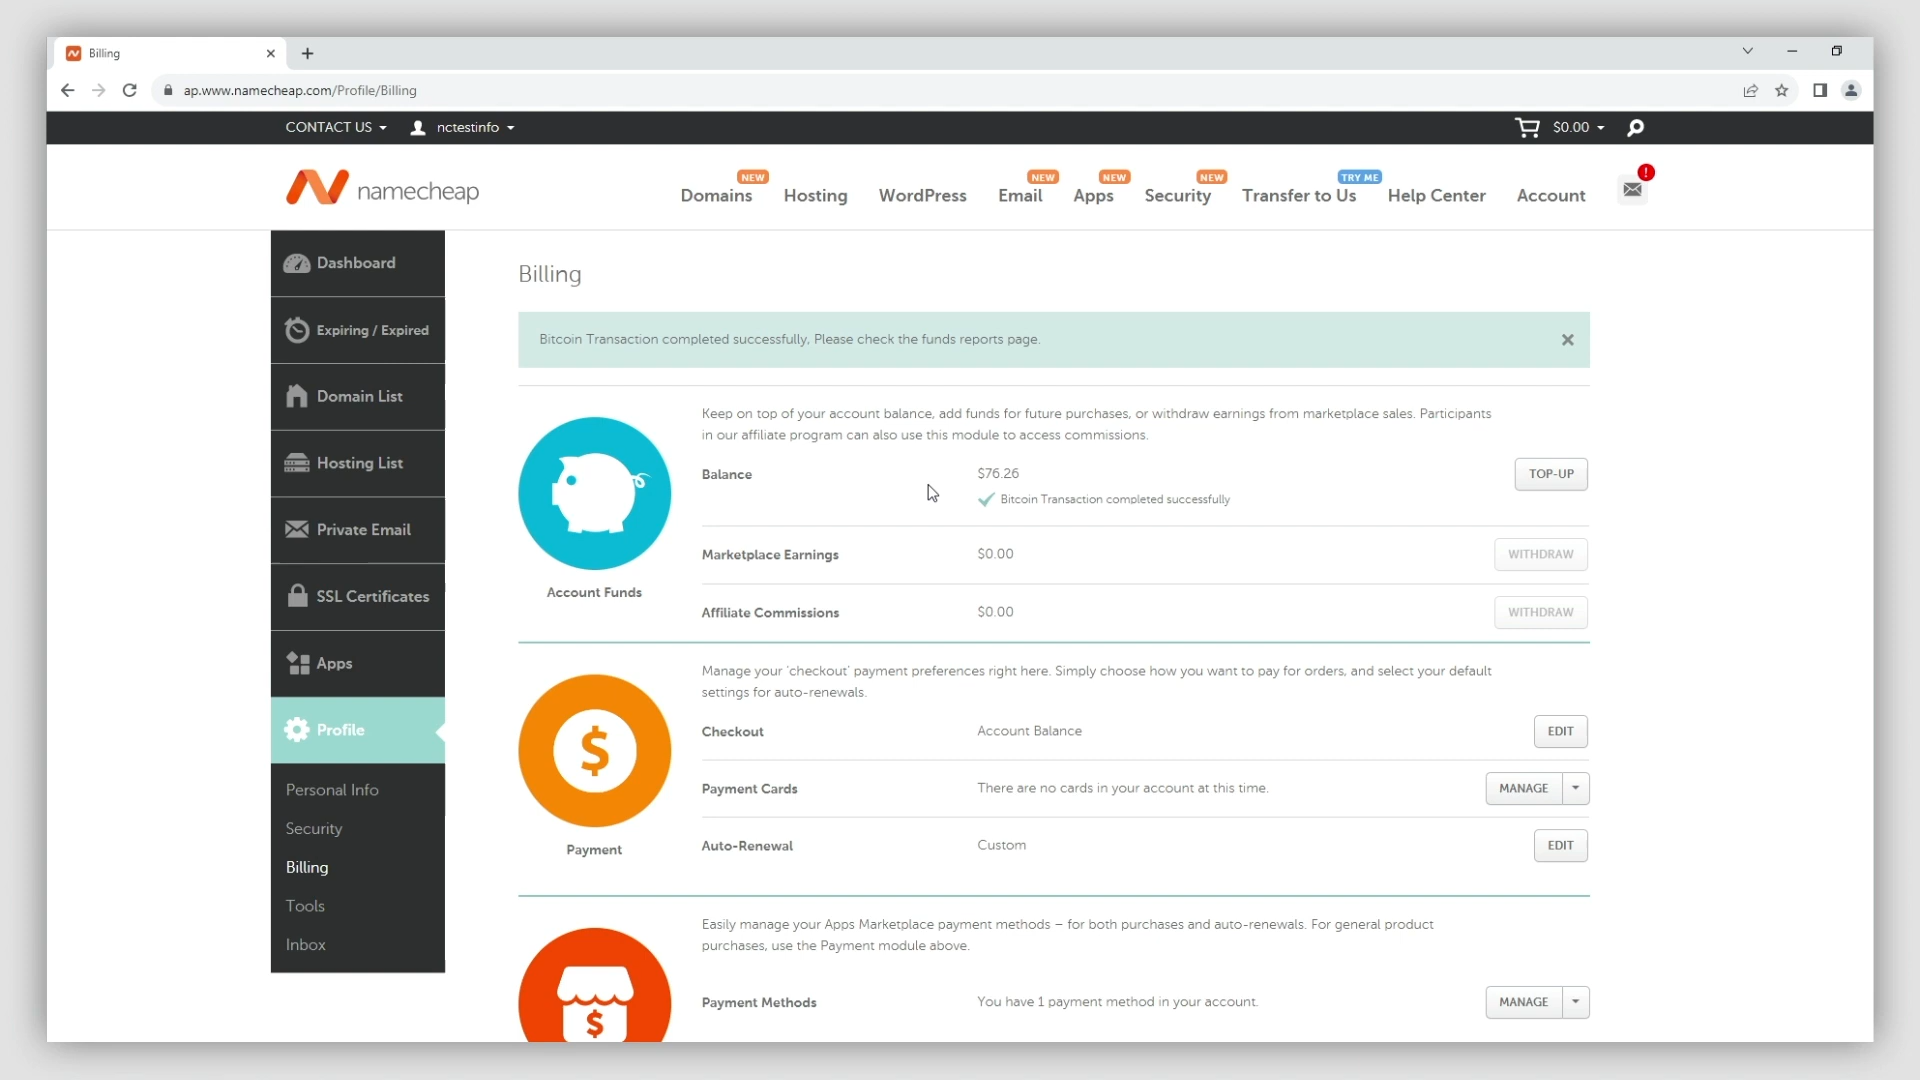 Billing
ap.www.namecheap.com/Profile/Billing
CONTACT US
nctestinfo
$0.00
namecheap
NEW
NEW
NEW
NEW
TRY ME
Domains
Hosting
WordPress
Email
Apps
Security
Transfer to Us
Help Center
Account
!
Dashboard
Expiring / Expired
Domain List
Hosting List
Private Email
SSL Certificates
Apps
Profile
Personal Info
Security
Billing
Tools
Inbox
Billing
Bitcoin Transaction completed successfully, Please check the funds reports page.
Keep on top of your account balance, add funds for future purchases, or withdraw earnings from marketplace sales. Participants
in our affiliate program can also use this module to access commissions.
Balance
$76.26
TOP-UP
Bitcoin Transaction completed successfully
Marketplace Earnings
$0.00
WITHDRAW
Account Funds
Affiliate Commissions
$0.00
WITHDRAW
Manage your 'checkout' payment preferences right here. Simply choose how you want to pay for orders, and select your default
settings for auto-renewals.
Checkout
Account Balance
EDIT
$
Payment Cards
There are no cards in your account at this time.
MANAGE
Payment
Auto-Renewal
Custom
EDIT
Easily manage your Apps Marketplace payment methods – for both purchases and auto-renewals. For general product
purchases, use the Payment module above.
Payment Methods
You have 1 payment method in your account.
MANAGE
$